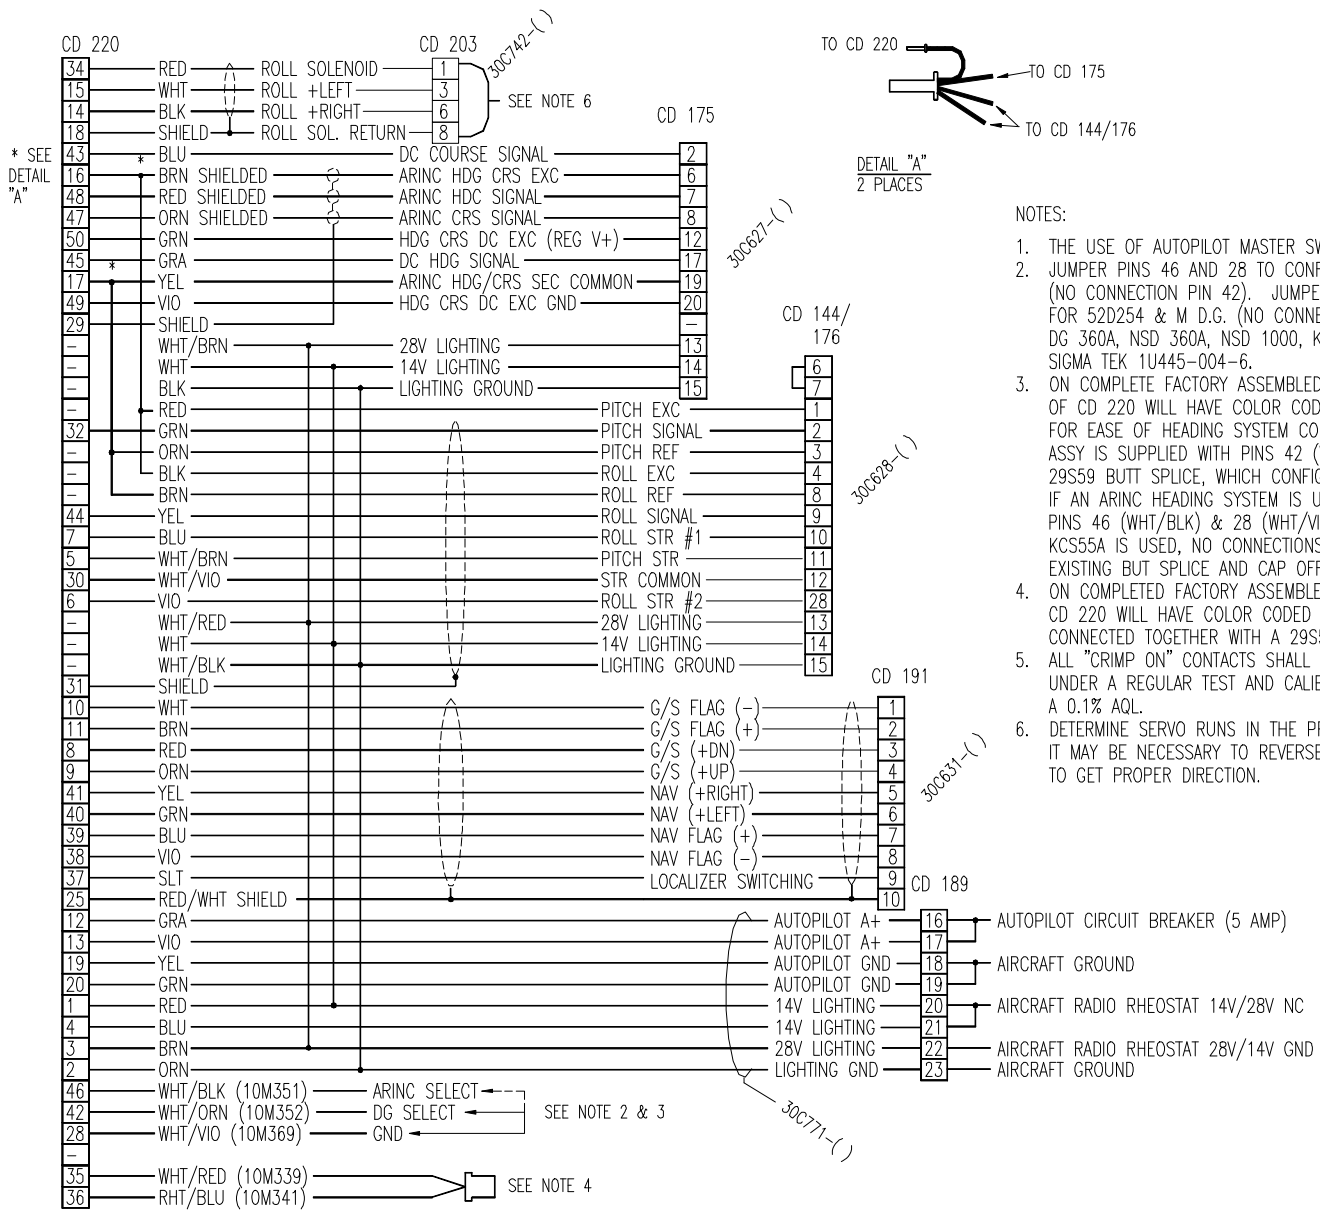 CD 220
CD 203
30C742-( )
34 RED ROLL SOLENOID 1
15 WHT ROLL +LEFT 3
14 BLK ROLL +RIGHT 6
18 SHIELD ROLL SOL. RETURN 8
SEE NOTE 6
CD 175
* SEE DETAIL "A"
43 BLU DC COURSE SIGNAL 2
*
16 BRN SHIELDED ARINC HDG CRS EXC 6
48 RED SHIELDED ARINC HDC SIGNAL 7
47 ORN SHIELDED ARINC CRS SIGNAL 8
50 GRN HDG CRS DC EXC (REG V+) 12
45 GRA DC HDG SIGNAL 17
*
17 YEL ARINC HDG/CRS SEC COMMON 19
49 VIO HDG CRS DC EXC GND 20
29 SHIELD -
- WHT/BRN 28V LIGHTING 13
- WHT 14V LIGHTING 14
- BLK LIGHTING GROUND 15
30C627-( )
CD 144/
176
6
7
- RED PITCH EXC 1
32 GRN PITCH SIGNAL 2
- ORN PITCH REF 3
- BLK ROLL EXC 4
- BRN ROLL REF 8
44 YEL ROLL SIGNAL 9
7 BLU ROLL STR #1 10
5 WHT/BRN PITCH STR 11
30 WHT/VIO STR COMMON 12
6 VIO ROLL STR #2 28
- WHT/RED 28V LIGHTING 13
- WHT 14V LIGHTING 14
- WHT/BLK LIGHTING GROUND 15
31 SHIELD
30C628-( )
CD 191
10 WHT G/S FLAG (-) 1
11 BRN G/S FLAG (+) 2
8 RED G/S (+DN) 3
9 ORN G/S (+UP) 4
41 YEL NAV (+RIGHT) 5
40 GRN NAV (+LEFT) 6
39 BLU NAV FLAG (+) 7
38 VIO NAV FLAG (-) 8
37 SLT LOCALIZER SWITCHING 9
25 RED/WHT SHIELD 10
30C631-( )
CD 189
12 GRA AUTOPILOT A+ 16 AUTOPILOT CIRCUIT BREAKER (5 AMP)
13 VIO AUTOPILOT A+ 17
19 YEL AUTOPILOT GND 18 AIRCRAFT GROUND
20 GRN AUTOPILOT GND 19
1 RED 14V LIGHTING 20 AIRCRAFT RADIO RHEOSTAT 14V/28V NC
4 BLU 14V LIGHTING 21
3 BRN 28V LIGHTING 22 AIRCRAFT RADIO RHEOSTAT 28V/14V GND
2 ORN LIGHTING GND 23 AIRCRAFT GROUND
30C771-( )
46 WHT/BLK (10M351) ARINC SELECT
42 WHT/ORN (10M352) DG SELECT
28 WHT/VIO (10M369) GND
SEE NOTE 2 & 3
-
35 WHT/RED (10M339)
36 RHT/BLU (10M341)
SEE NOTE 4
TO CD 220
TO CD 175
TO CD 144/176
DETAIL "A"
2 PLACES
NOTES:
1. THE USE OF AUTOPILOT MASTER SW
2. JUMPER PINS 46 AND 28 TO CONF
(NO CONNECTION PIN 42). JUMPE
FOR 52D254 & M D.G. (NO CONNE
DG 360A, NSD 360A, NSD 1000, K
SIGMA TEK 1U445-004-6.
3. ON COMPLETE FACTORY ASSEMBLED
OF CD 220 WILL HAVE COLOR COD
FOR EASE OF HEADING SYSTEM CO
ASSY IS SUPPLIED WITH PINS 42 (
29S59 BUTT SPLICE, WHICH CONFIG
IF AN ARINC HEADING SYSTEM IS U
PINS 46 (WHT/BLK) & 28 (WHT/VI
KCS55A IS USED, NO CONNECTIONS
EXISTING BUT SPLICE AND CAP OFF
4. ON COMPLETED FACTORY ASSEMBLE
CD 220 WILL HAVE COLOR CODED
CONNECTED TOGETHER WITH A 29S5
5. ALL "CRIMP ON" CONTACTS SHALL
UNDER A REGULAR TEST AND CALIE
A 0.1% AQL.
6. DETERMINE SERVO RUNS IN THE PR
IT MAY BE NECESSARY TO REVERSE
TO GET PROPER DIRECTION.